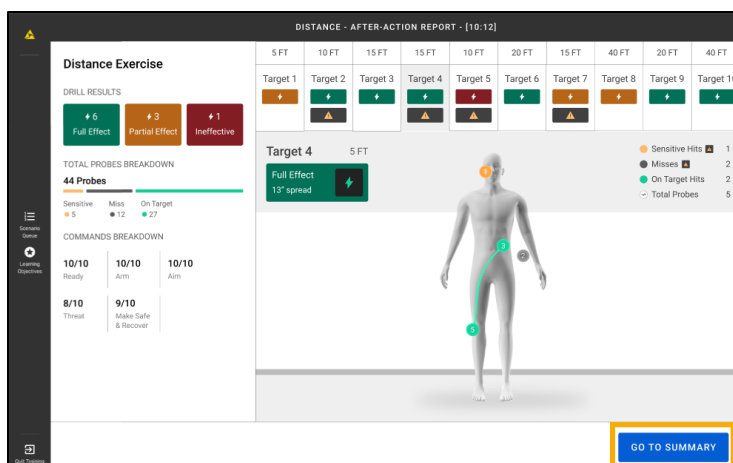 DISTANCE - AFTER-ACTION REPORT - [10:12]
Distance Exercise
DRILL RESULTS
6
Full Effect
3
Partial Effect
1
Ineffective
TOTAL PROBES BREAKDOWN
44 Probes
Sensitive Miss On Target
5 12 27
COMMANDS BREAKDOWN
10/10 10/10 10/10
Ready Arm Aim
8/10 9/10
Threat Make Safe
& Recover
Scenario
Queue
Learning
Objectives
Quit Training
5 FT 10 FT 15 FT 15 FT 10 FT 20 FT 15 FT 40 FT 20 FT 40 FT
Target 1 Target 2 Target 3 Target 4 Target 5 Target 6 Target 7 Target 8 Target 9 Target 10
Target 4 5 FT
Full Effect
13" spread
Sensitive Hits 1
Misses 2
On Target Hits 2
Total Probes 5
1
3
2
5
GO TO SUMMARY